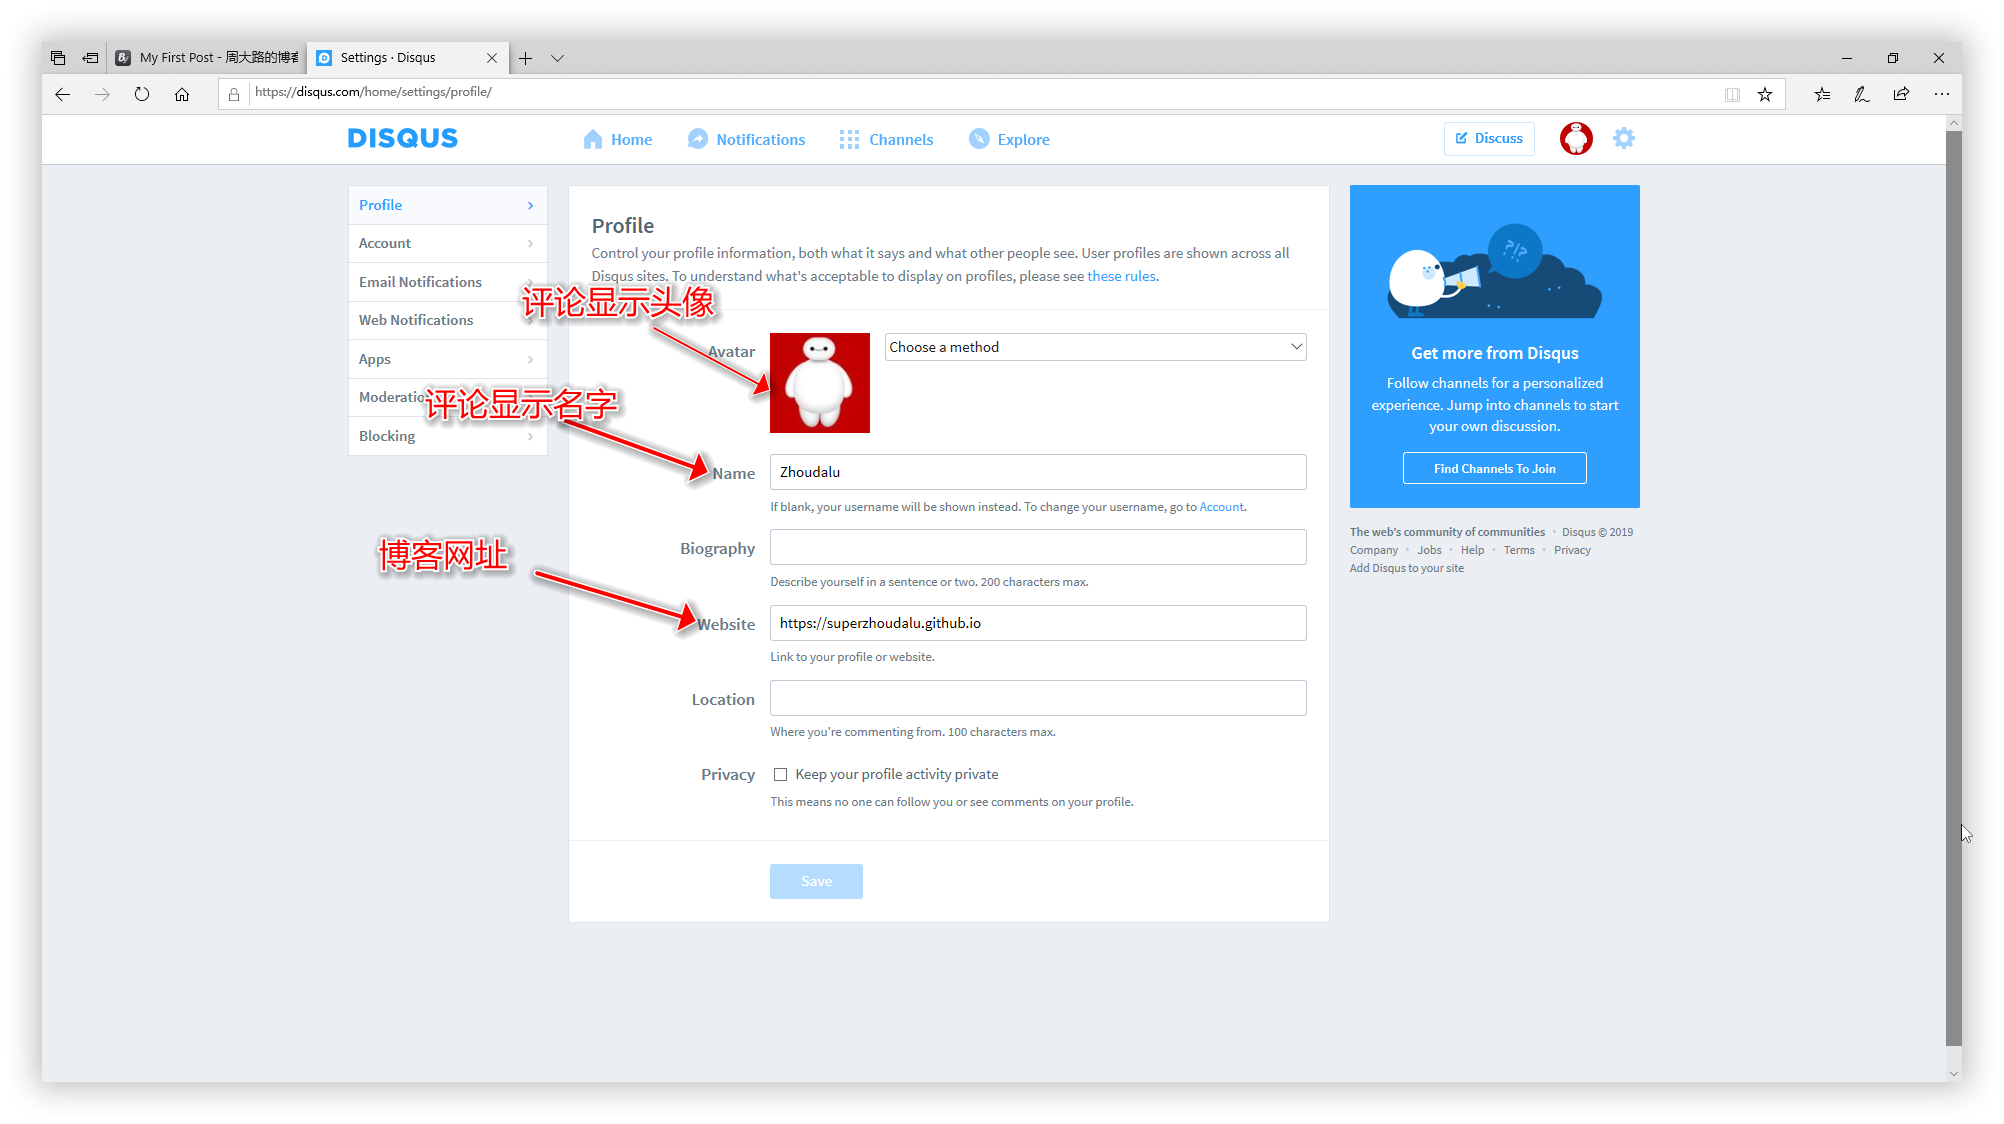 My First Post - 周大路的博客
Settings · Disqus
https://disqus.com/home/settings/profile/
DISQUS
Home
Notifications
Channels
Explore
Discuss
Profile
Account
Email Notifications
Web Notifications
Apps
Moderation
Blocking
Profile
Control your profile information, both what it says and what other people see. User profiles are shown across all
Disqus sites. To understand what's acceptable to display on profiles, please see these rules.
评论显示头像
Avatar
Choose a method
评论显示名字
Name
Zhoudalu
If blank, your username will be shown instead. To change your username, go to Account.
博客网址
Biography
Describe yourself in a sentence or two. 200 characters max.
Website
https://superzhoudalu.github.io
Link to your profile or website.
Location
Where you're commenting from. 100 characters max.
Privacy
Keep your profile activity private
This means no one can follow you or see comments on your profile.
Save
?/!?
Get more from Disqus
Follow channels for a personalized
experience. Jump into channels to start
your own discussion.
Find Channels To Join
The web's community of communities • Disqus © 2019
Company • Jobs • Help • Terms • Privacy
Add Disqus to your site